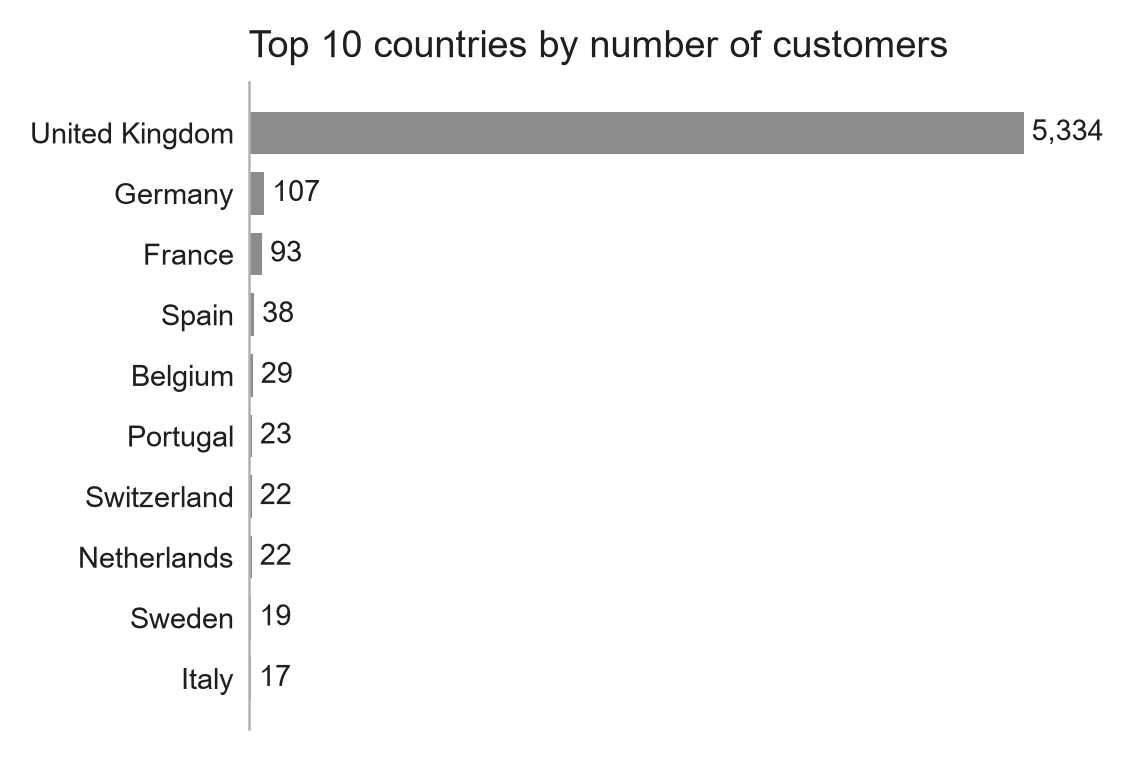 Top 10 countries by number of customers
United Kingdom 5,334
Germany 107
France 93
Spain 38
Belgium 29
Portugal 23
Switzerland 22
Netherlands 22
Sweden 19
Italy 17